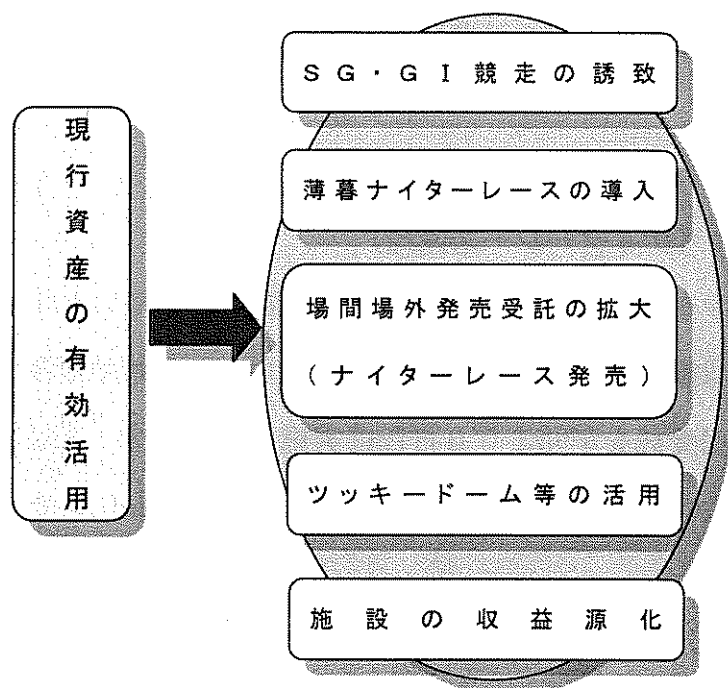 現行資産の有効活用
SG・GI競走の誘致
薄暮ナイターレースの導入
場間場外発売受託の拡大
(ナイターレース発売)
ツッキードーム等の活用
施設の収益源化